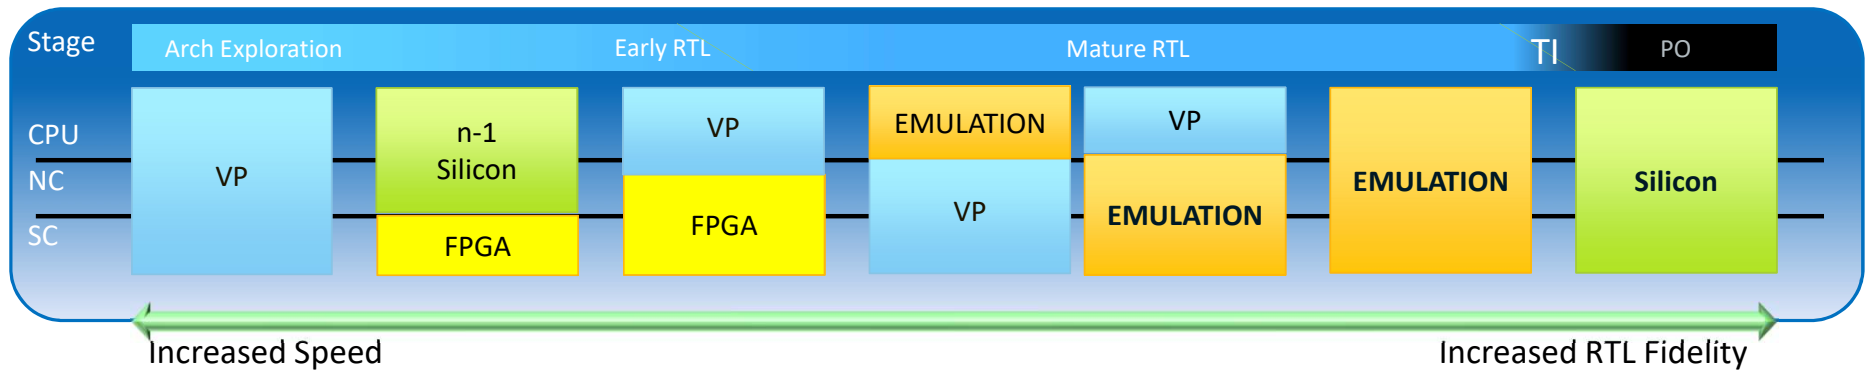 Stage
Arch Exploration
Early RTL
Mature RTL
TI
PO
CPU
NC
SC
VP
n-1
Silicon
FPGA
VP
FPGA
EMULATION
VP
VP
EMULATION
EMULATION
Silicon
Increased Speed
Increased RTL Fidelity